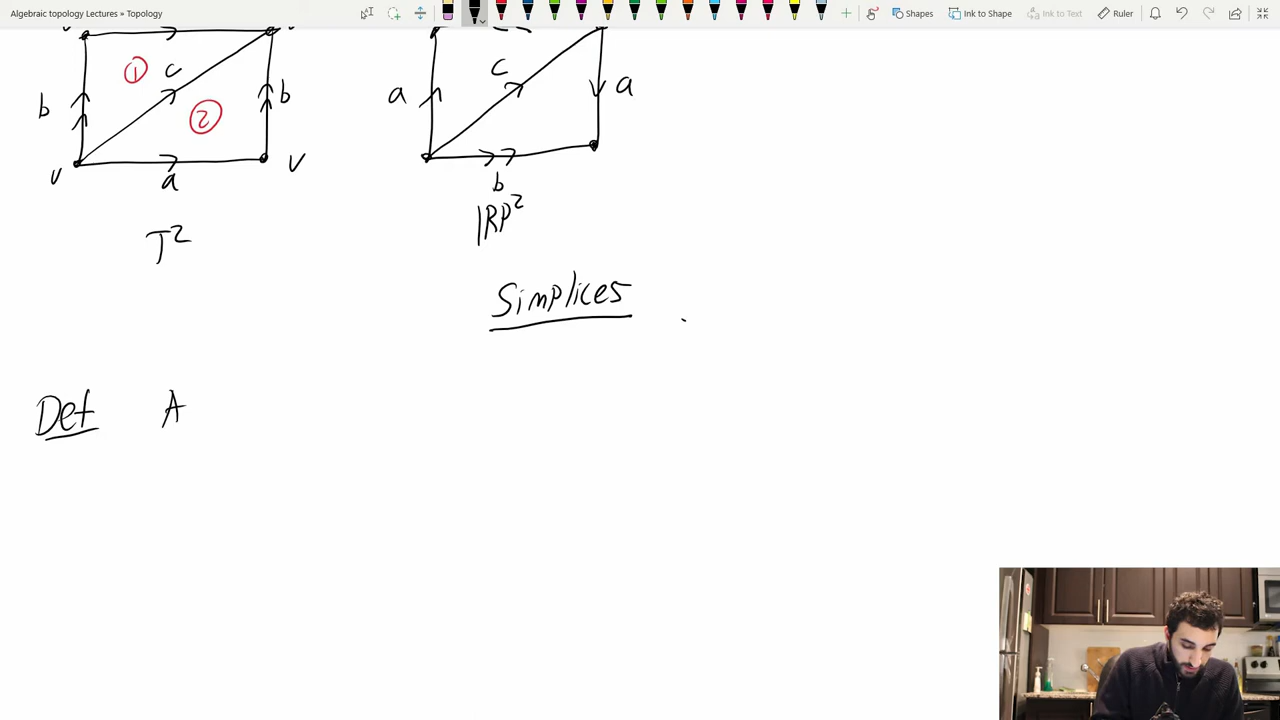 Algebraic topology Lectures » Topology
Shapes
Ink to Shape
Ink to Text
Ruler
1
c
b
2
b
v
a
v
T²
c
a
a
b
RP²
Simplices
Def A